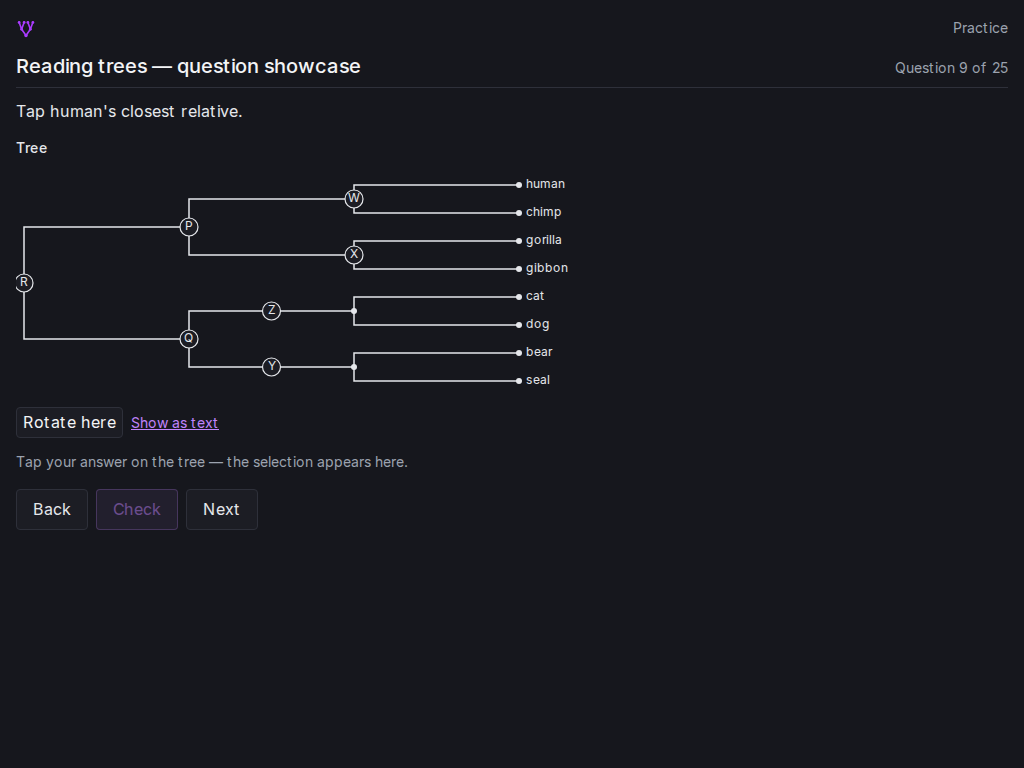 Practice
Reading trees — question showcase
Question 9 of 25
Tap human's closest relative.
Tree
human
W
chimp
P
gorilla
X
gibbon
R
cat
Z
dog
Q
bear
Y
seal
Rotate here Show as text
Tap your answer on the tree — the selection appears here.
Back Check Next